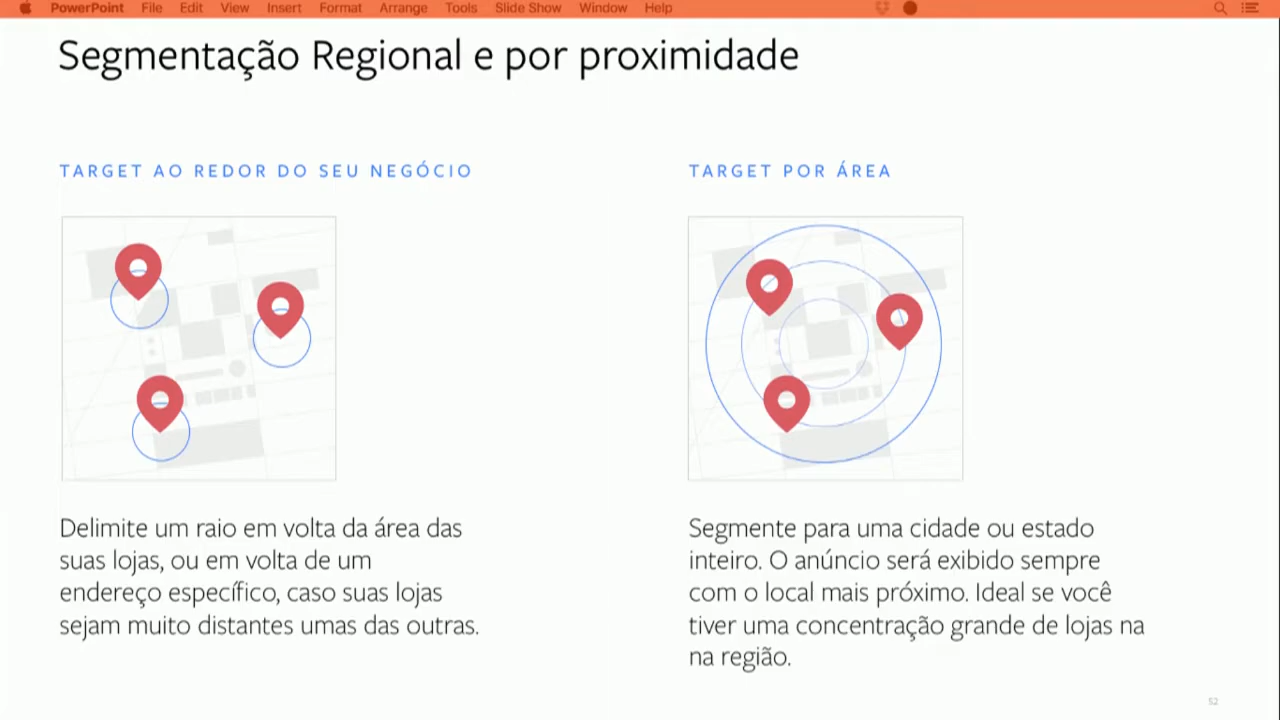 PowerPoint File Edit View Insert Format Arrange Tools Slide Show Window Help
Segmentação Regional e por proximidade
TARGET AO REDOR DO SEU NEGÓCIO
Delimite um raio em volta da área das
suas lojas, ou em volta de um
endereço específico, caso suas lojas
sejam muito distantes umas das outras.
TARGET POR ÁREA
Segmente para uma cidade ou estado
inteiro. O anúncio será exibido sempre
com o local mais próximo. Ideal se você
tiver uma concentração grande de lojas na
na região.
52